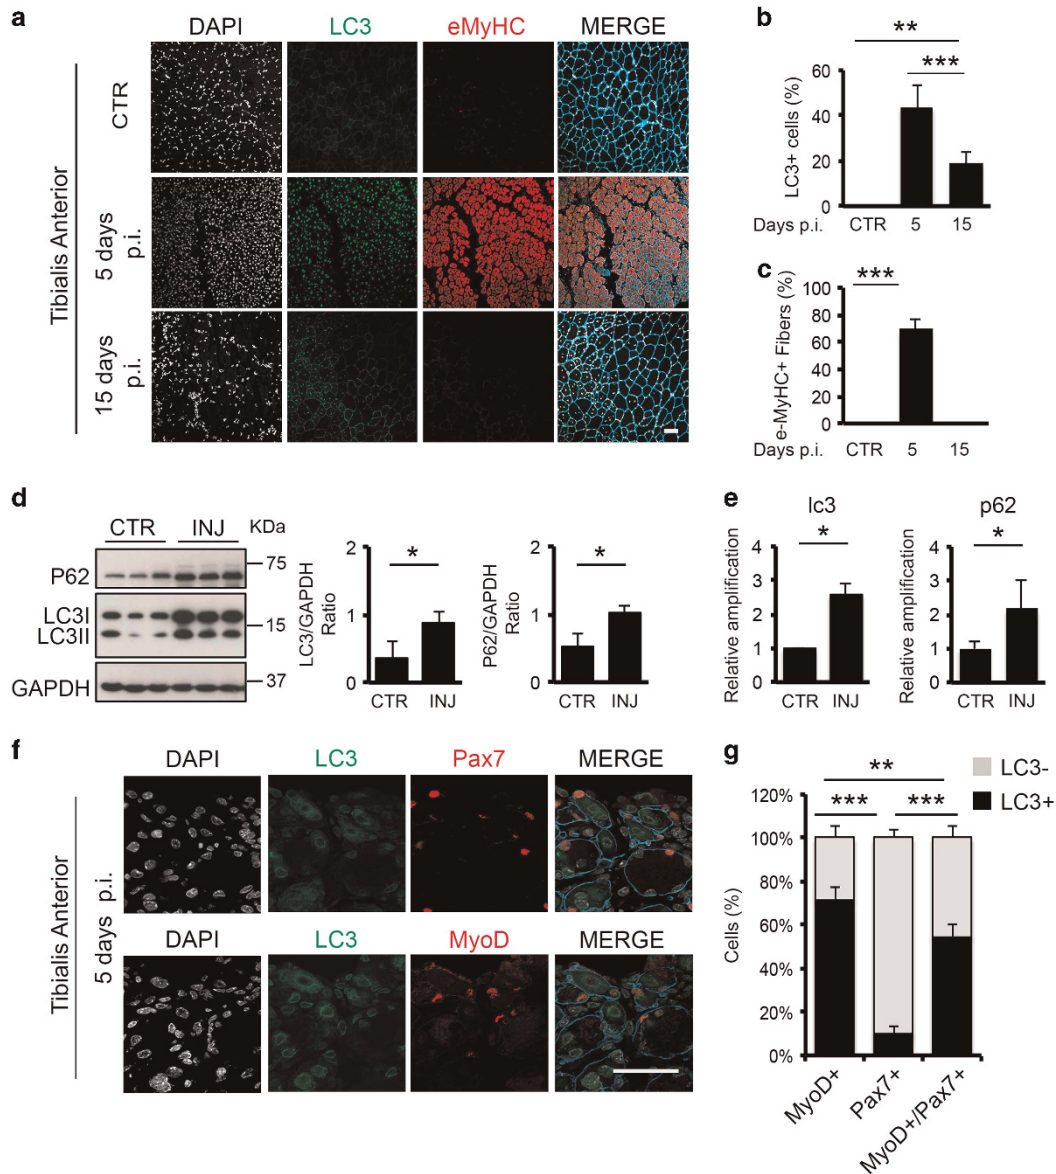 a
DAPI LC3 eMyHC MERGE
Tibialis Anterior
CTR
5 days p.i.
15 days p.i.
b
** 
***
LC3+ cells (%)
60
40
20
0
Days p.i. CTR 5 15
c
***
e-MyHC+ Fibers (%)
100
80
60
40
20
0
Days p.i. CTR 5 15
d
CTR INJ KDa
P62
LC3I
LC3II
GAPDH
75
15
37
LC3/GAPDH Ratio
2
1
0
*
CTR INJ
P62/GAPDH Ratio
2
1
0
*
CTR INJ
e
lc3
Relative amplification
4
3
2
1
0
*
CTR INJ
p62
Relative amplification
4
3
2
1
0
*
CTR INJ
f
Tibialis Anterior
5 days p.i.
DAPI LC3 Pax7 MERGE
DAPI LC3 MyoD MERGE
g
LC3-
LC3+
**
*** ***
Cells (%)
120%
100%
80%
60%
40%
20%
0%
MyoD+
Pax7+
MyoD+/Pax7+